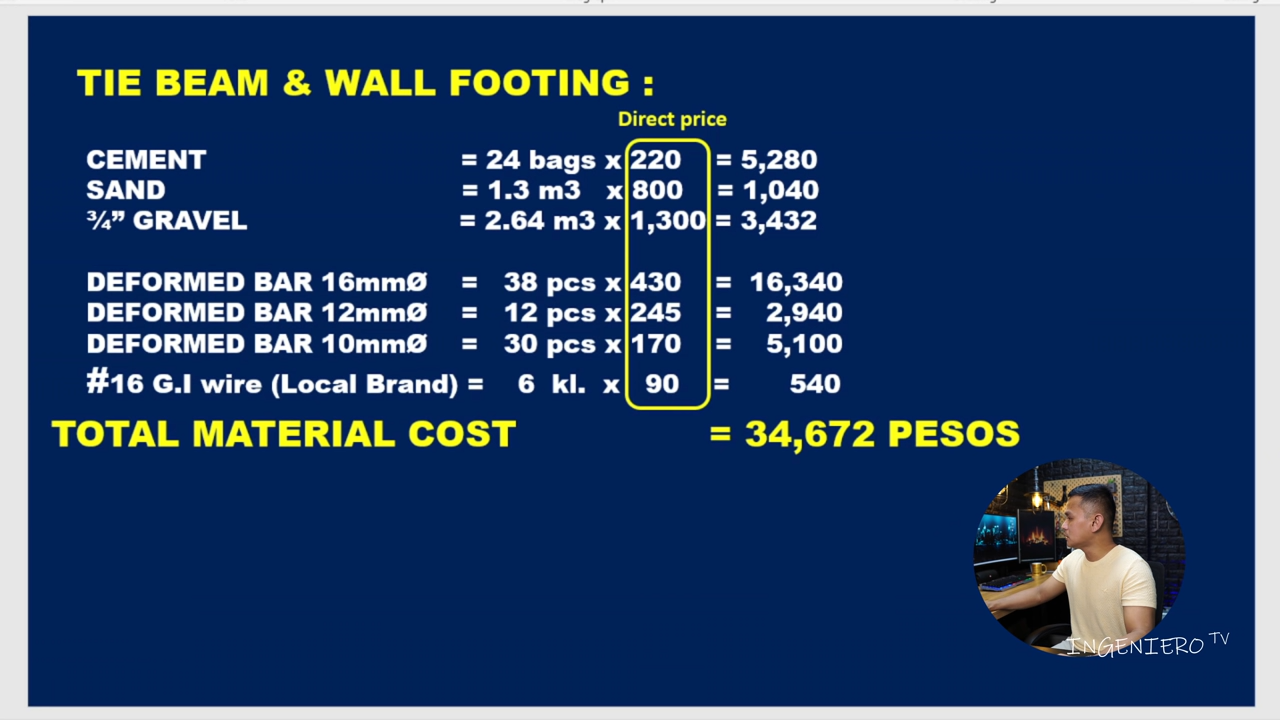 TIE BEAM & WALL FOOTING :
Direct price
CEMENT = 24 bags x 220 = 5,280
SAND = 1.3 m3 x 800 = 1,040
¾” GRAVEL = 2.64 m3 x 1,300 = 3,432
DEFORMED BAR 16mmØ = 38 pcs x 430 = 16,340
DEFORMED BAR 12mmØ = 12 pcs x 245 = 2,940
DEFORMED BAR 10mmØ = 30 pcs x 170 = 5,100
#16 G.I wire (Local Brand) = 6 kl. x 90 = 540
TOTAL MATERIAL COST = 34,672 PESOS
INGENIERO TV